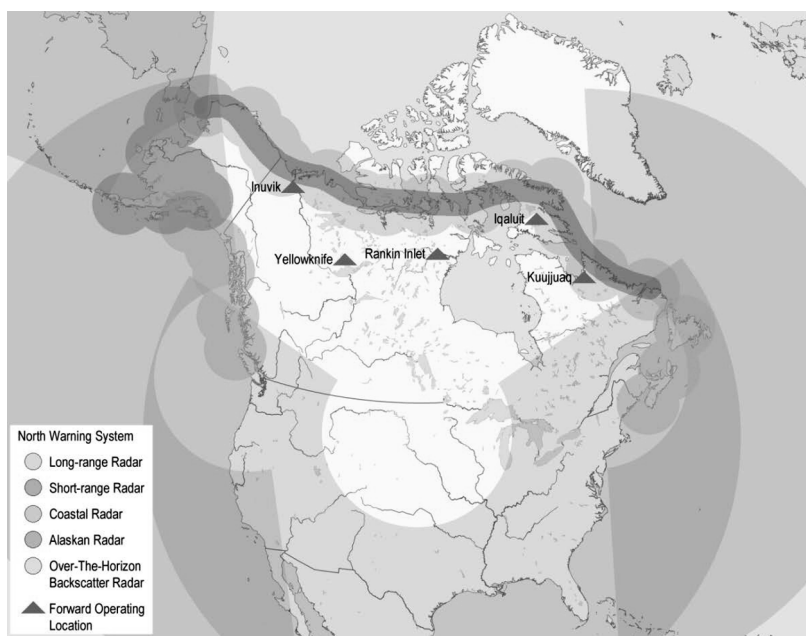 Inuvik
Iqaluit
Yellowknife
Rankin Inlet
Kuujjuaq
North Warning System
Long-range Radar
Short-range Radar
Coastal Radar
Alaskan Radar
Over-The-Horizon
Backscatter Radar
Forward Operating
Location